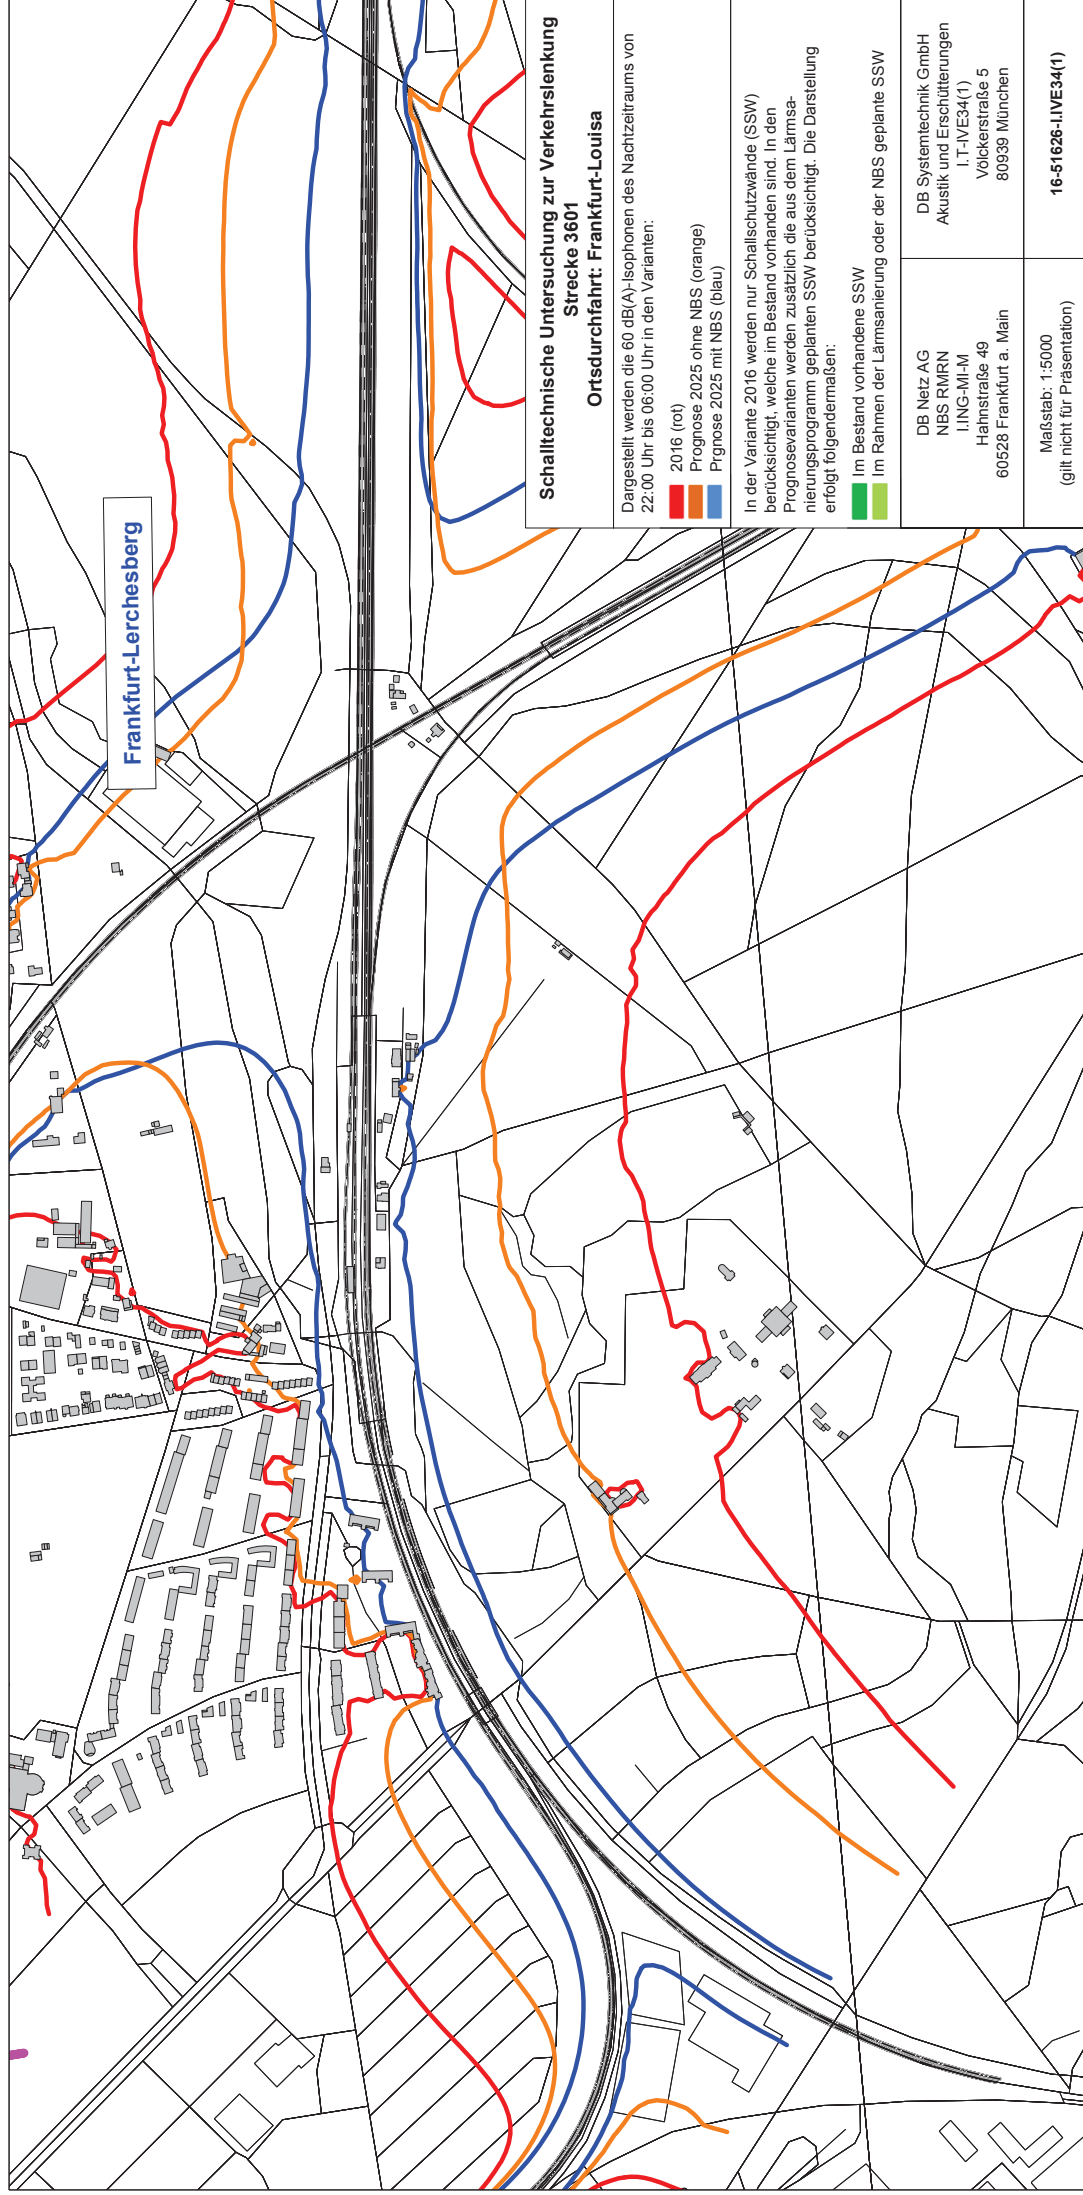 Frankfurt-Lerchesberg
Schalltechnische Untersuchung zur Verkehrslenkung
Strecke 3601
Ortsdurchfahrt: Frankfurt-Louisa
Dargestellt werden die 60 dB(A)-Isophonen des Nachtzeitraums von
22:00 Uhr bis 06:00 Uhr in den Varianten:
2016 (rot)
Prognose 2025 ohne NBS (orange)
Prgnose 2025 mit NBS (blau)
In der Variante 2016 werden nur Schallschutzwände (SSW)
berücksichtigt, welche im Bestand vorhanden sind. In den
Prognosevarianten werden zusätzlich die aus dem Lärmsa-
nierungsprogramm geplanten SSW berücksichtigt. Die Darstellung
erfolgt folgendermaßen:
Im Bestand vorhandene SSW
Im Rahmen der Lärmsanierung oder der NBS geplante SSW
DB Netz AG
NBS RMRN
I.ING-MI-M
Hahnstraße 49
60528 Frankfurt a. Main
DB Systemtechnik GmbH
Akustik und Erschütterungen
I.T-IVE34(1)
Völckerstraße 5
80939 München
Maßstab: 1:5000
(gilt nicht für Präsentation)
16-51626-I.IVE34(1)